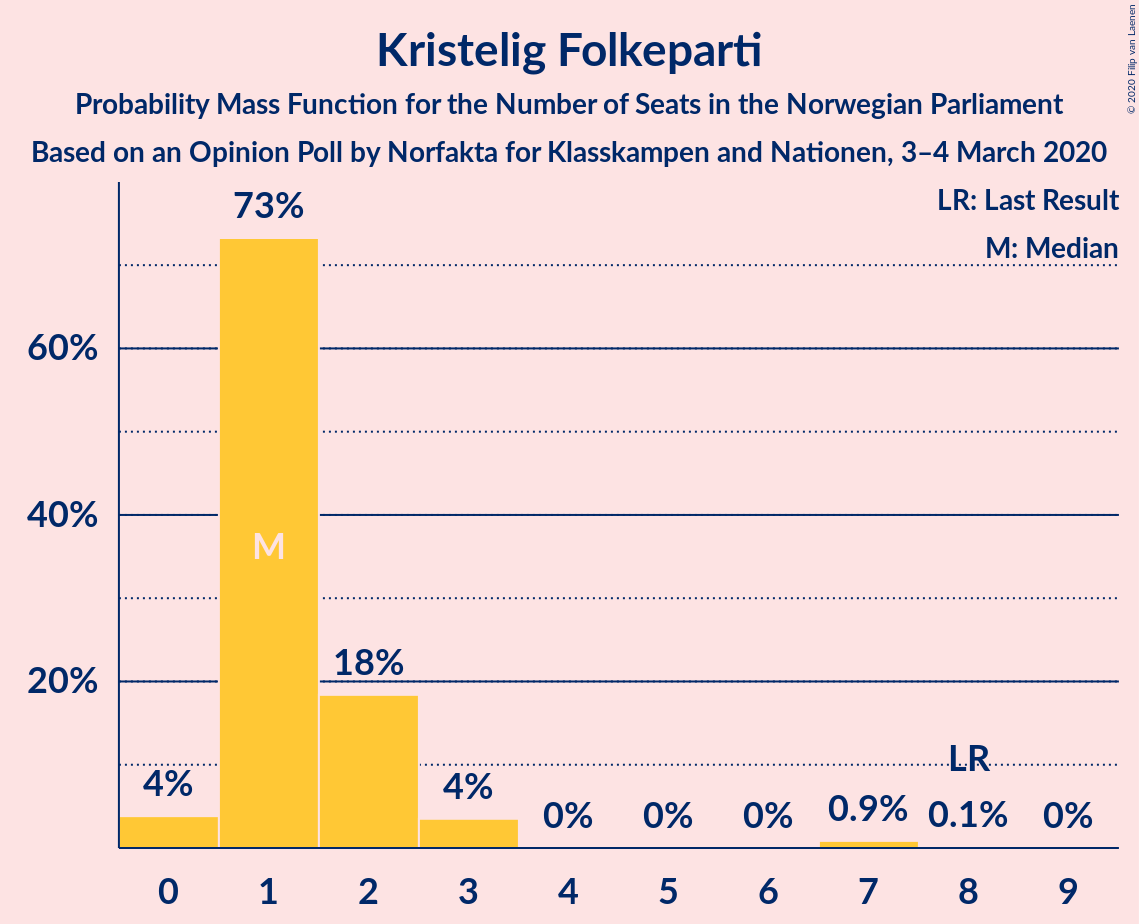 Kristelig Folkeparti
Probability Mass Function for the Number of Seats in the Norwegian Parliament
Based on an Opinion Poll by Norfakta for Klasskampen and Nationen, 3–4 March 2020
© 2020 Filip van Laenen
LR: Last Result
M: Median
73%
60%
40%
M
18%
20%
LR
4%
4%
0%
0%
0%
0.9%
0.1%
0%
0 1 2 3 4 5 6 7 8 9